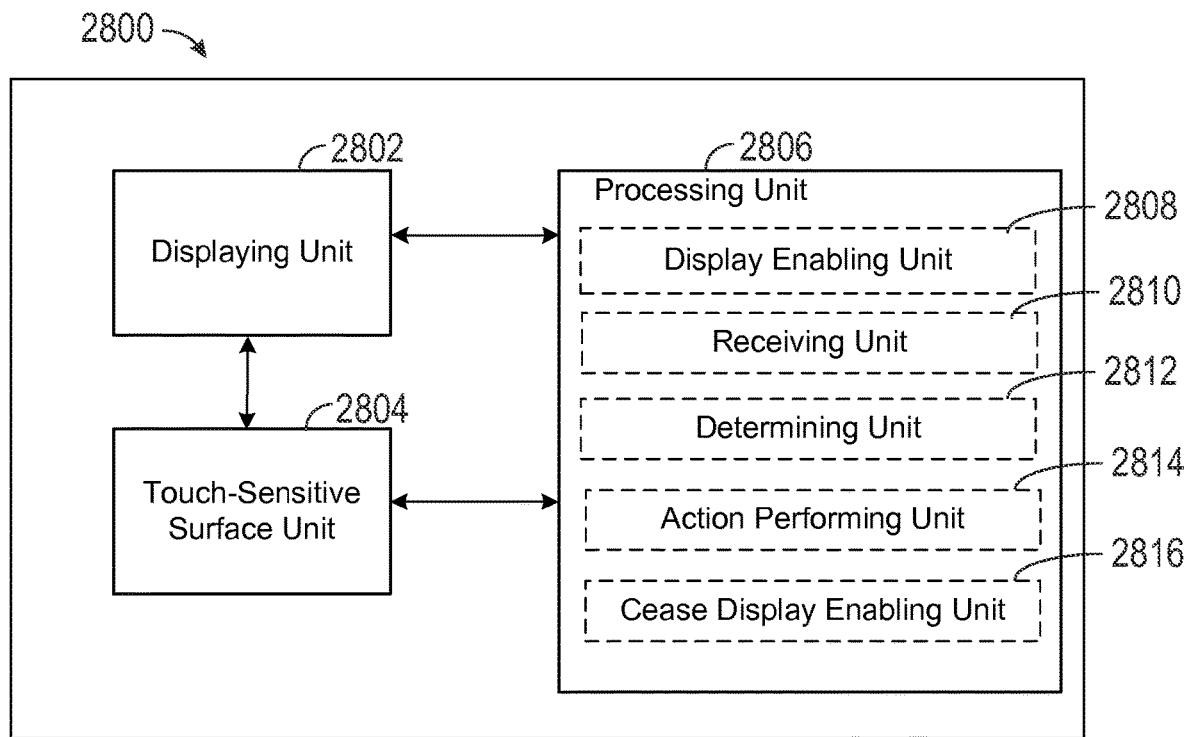 2800
2802
2806
Displaying Unit
Processing Unit
2808
Display Enabling Unit
2810
Receiving Unit
2812
2804
Determining Unit
Touch-Sensitive
Surface Unit
2814
Action Performing Unit
2816
Cease Display Enabling Unit